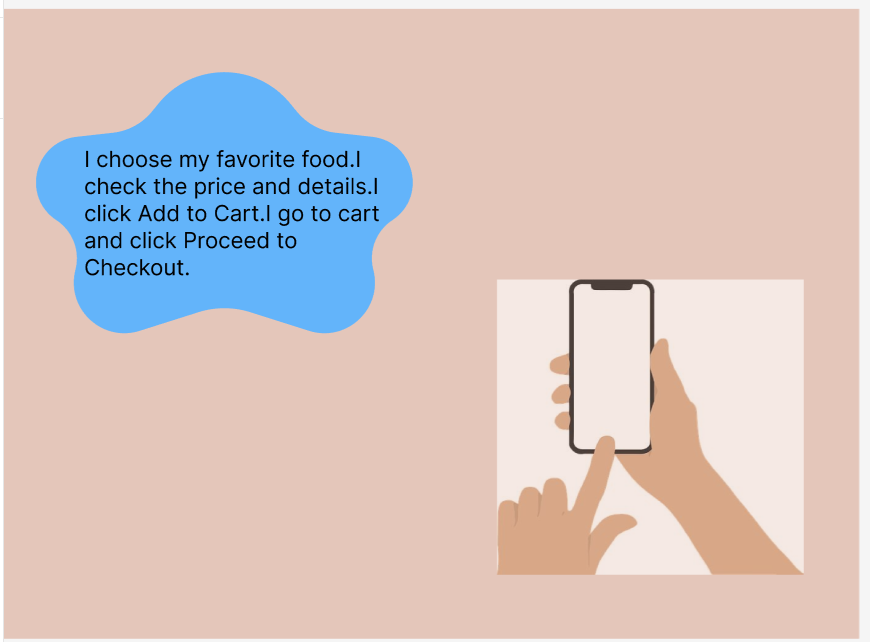 I choose my favorite food.I
check the price and details.I
click Add to Cart.I go to cart
and click Proceed to
Checkout.